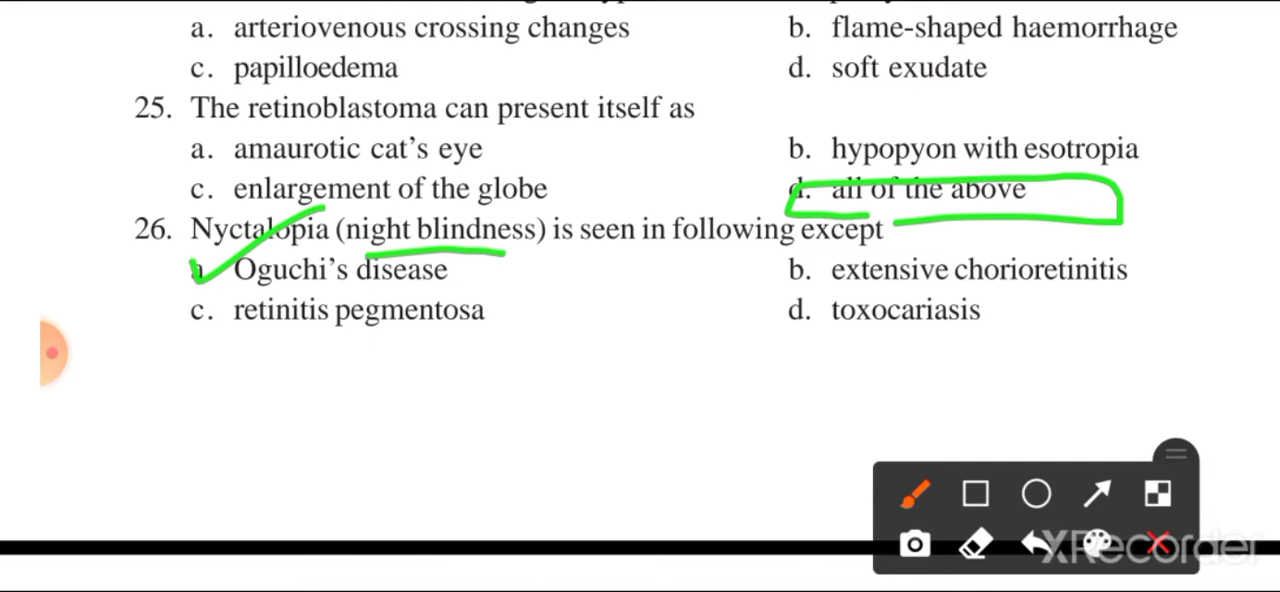 a. arteriovenous crossing changes b. flame-shaped haemorrhage
c. papilloedema d. soft exudate
25. The retinoblastoma can present itself as
a. amaurotic cat's eye b. hypopyon with esotropia
c. enlargement of the globe d. all of the above
26. Nyctalopia (night blindness) is seen in following except
a. Oguchi's disease b. extensive chorioretinitis
c. retinitis pegmentosa d. toxocariasis
XRecorder